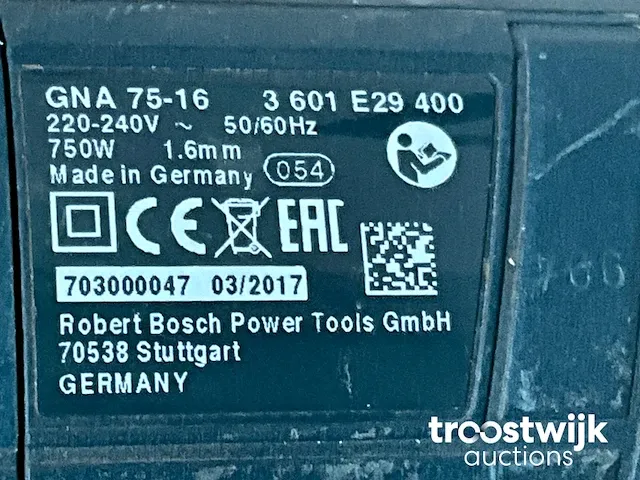 GNA 75-16 3 601 E29 400
220-240V ~ 50/60Hz
750W 1.6mm
Made in Germany 054
CE EAC
703000047 03/2017
Robert Bosch Power Tools GmbH
70538 Stuttgart
GERMANY
troostwijk
auctions